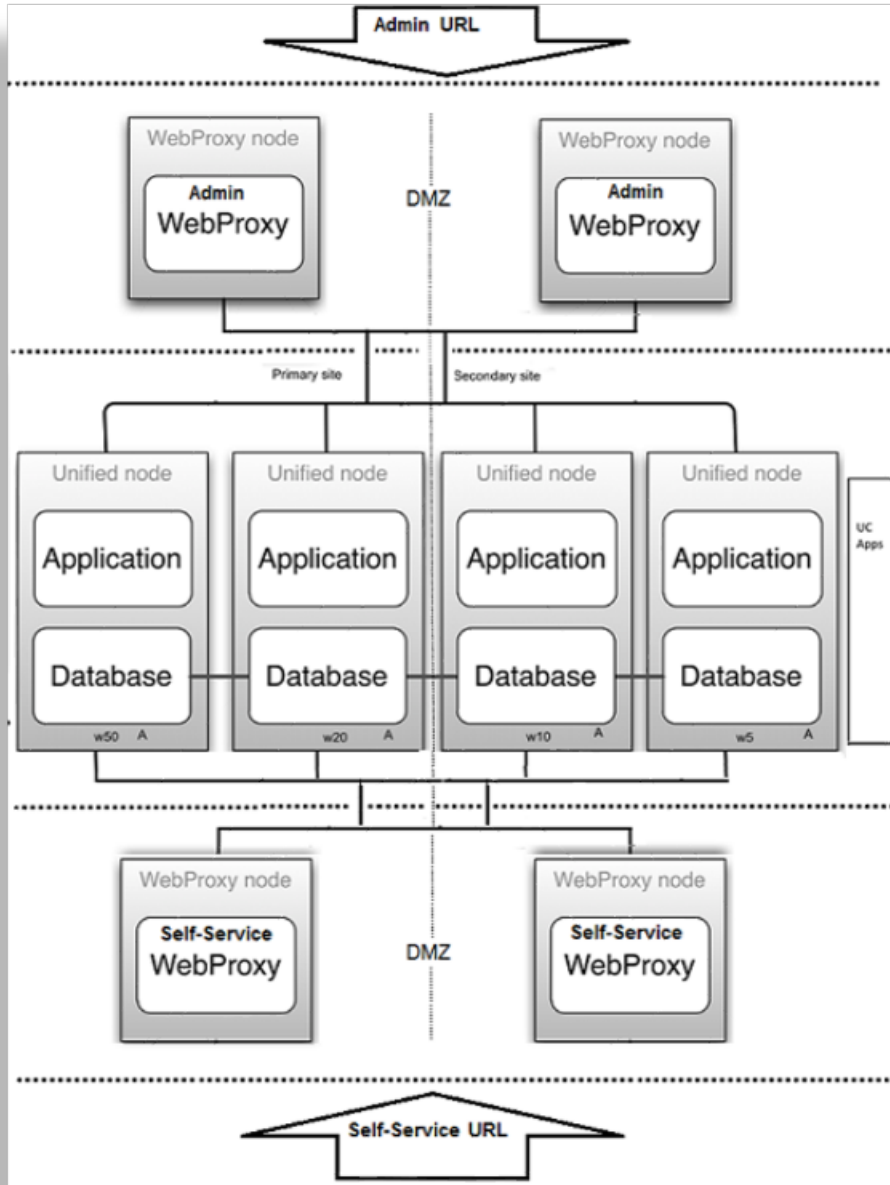 Admin URL
WebProxy node
Admin
WebProxy
DMZ
WebProxy node
Admin
WebProxy
Primary site
Secondary site
Unified node
Application
Database
w50 A
Unified node
Application
Database
w20 A
Unified node
Application
Database
w10 A
Unified node
Application
Database
w5 A
UC
Apps
WebProxy node
Self-Service
WebProxy
DMZ
WebProxy node
Self-Service
WebProxy
Self-Service URL